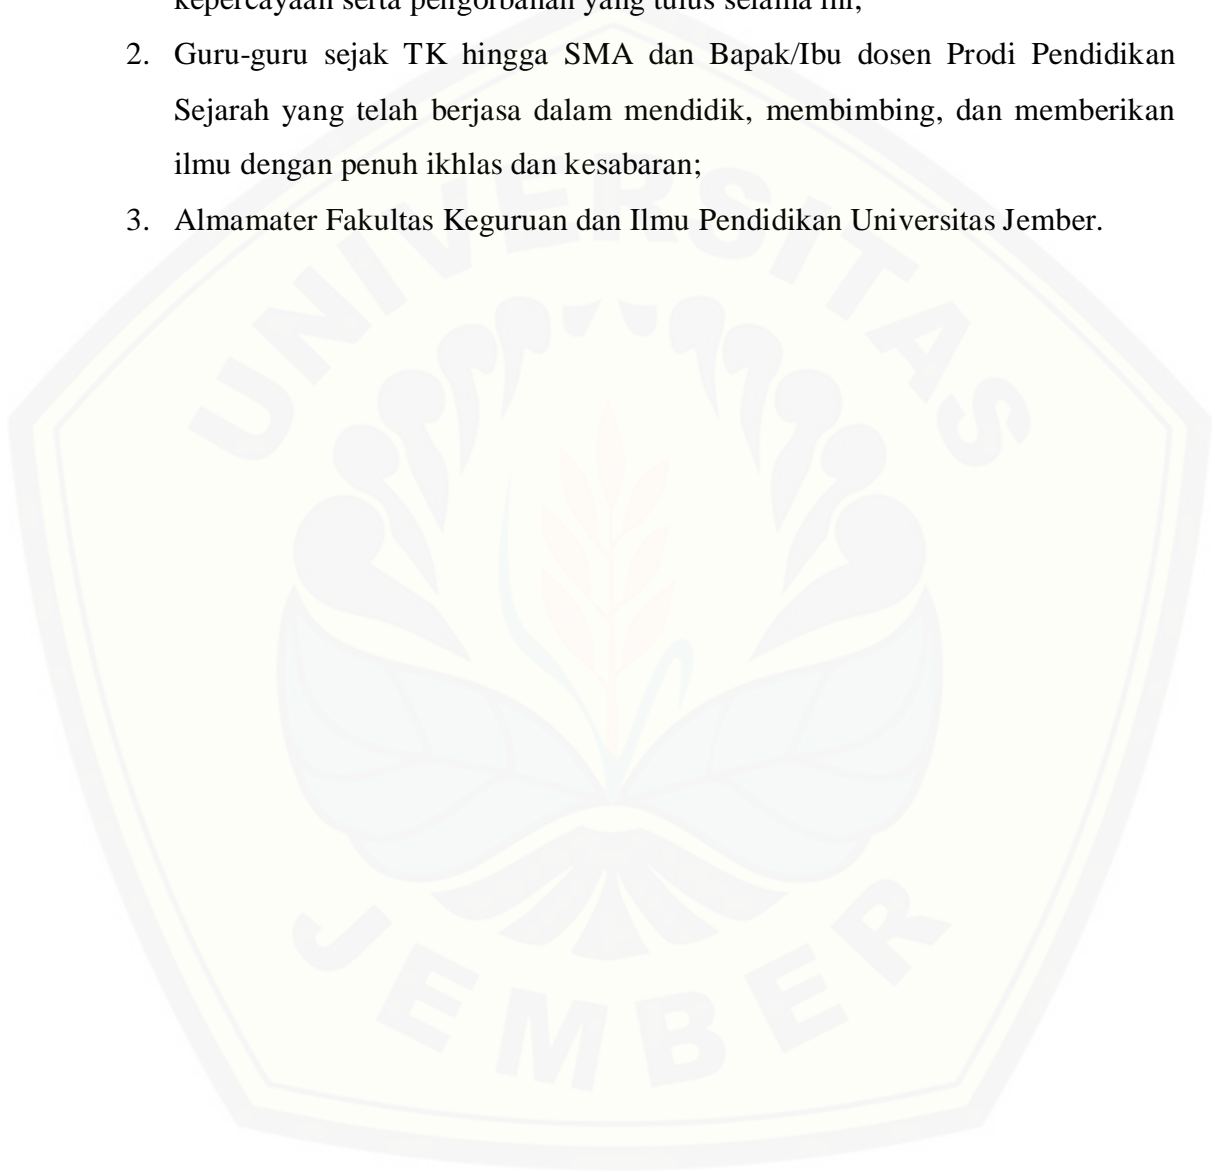 kepercayaan serta pengorbanan yang tulus selama ini;
2. Guru-guru sejak TK hingga SMA dan Bapak/Ibu dosen Prodi Pendidikan
Sejarah yang telah berjasa dalam mendidik, membimbing, dan memberikan
ilmu dengan penuh ikhlas dan kesabaran;
3. Almamater Fakultas Keguruan dan Ilmu Pendidikan Universitas Jember.
UNIVERSITAS
JEMBER